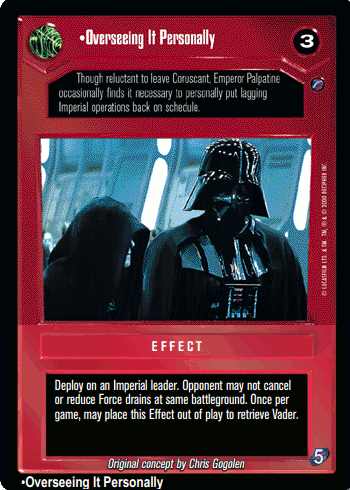 •Overseeing It Personally
3
Though reluctant to leave Coruscant, Emperor Palpatine
occasionally finds it necessary to personally put lagging
Imperial operations back on schedule.
© LUCASFILM LTD. & TM, TM, ® & © 2000 DECIPHER INC.
EFFECT
Deploy on an Imperial leader. Opponent may not cancel
or reduce Force drains at same battleground. Once per
game, may place this Effect out of play to retrieve Vader.
5
Original concept by Chris Gogolen
•Overseeing It Personally